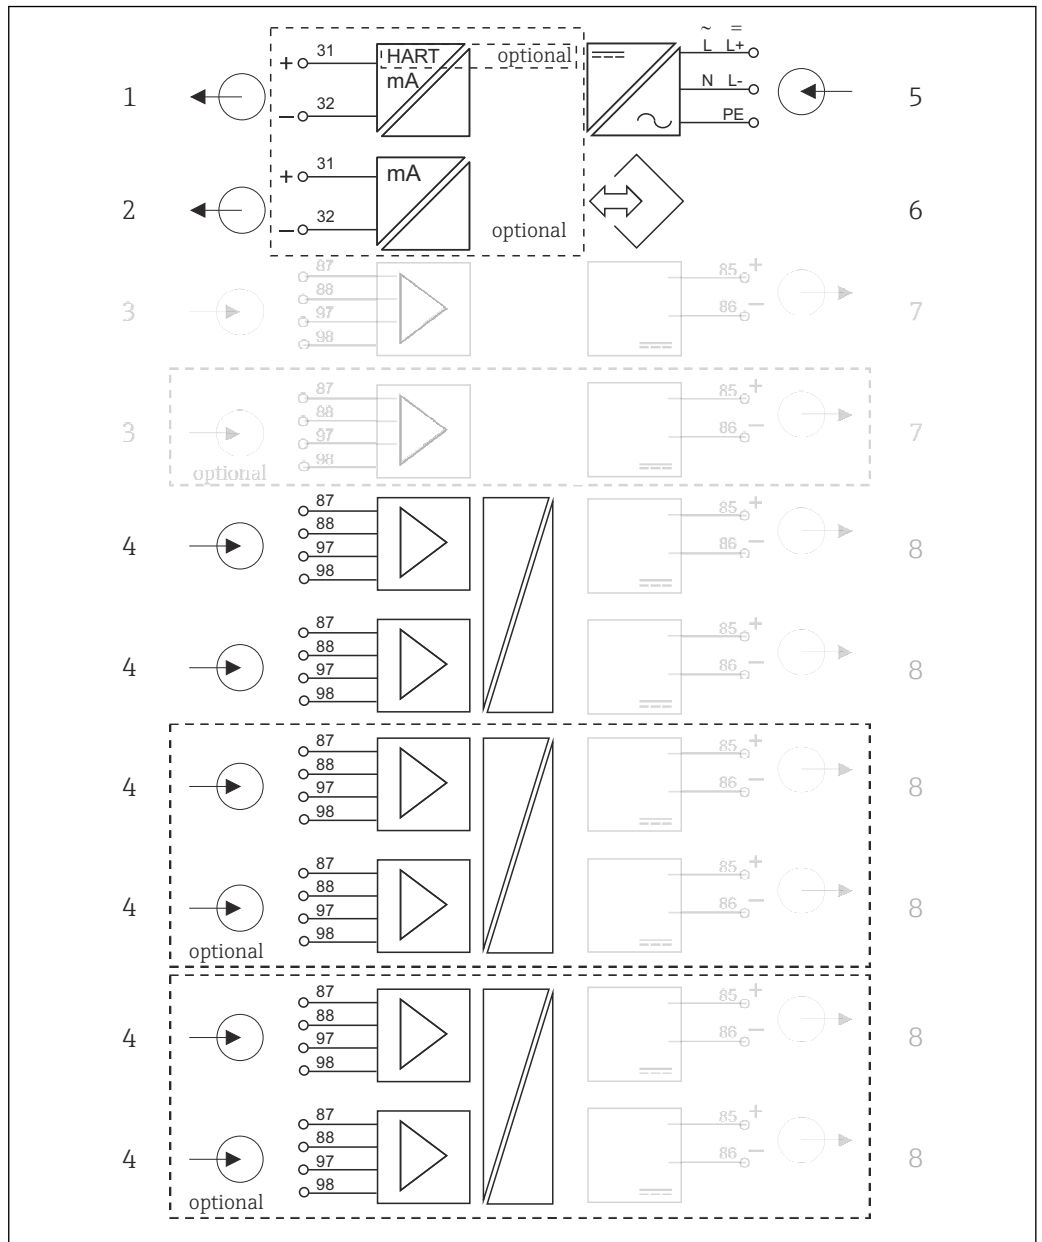 31 HART optional ~ =
+ mA L L+
1 32 N L- 5
− PE
31
+ mA
2 32 6
− optional
87 85 +
88
3 97 86 − 7
98
87 85 +
88
3 97 86 − 7
optional 98
87 85 +
88
4 97 86 − 8
98
87 85 +
88
4 97 86 − 8
98
87 85 +
88
4 97 86 − 8
98
87 85 +
88
4 97 86 − 8
98
optional
87 85 +
88
4 97 86 − 8
98
87 85 +
88
4 97 86 − 8
98
optional